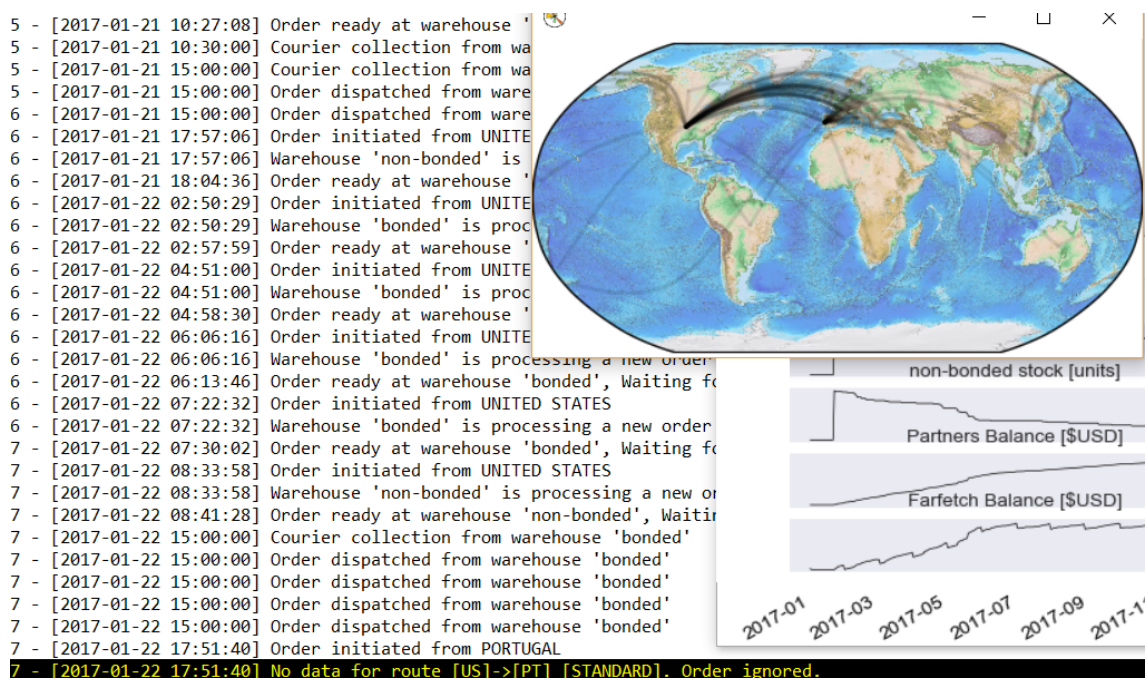 5 - [2017-01-21 10:27:08] Order ready at warehouse '
5 - [2017-01-21 10:30:00] Courier collection from wa
5 - [2017-01-21 15:00:00] Courier collection from wa
5 - [2017-01-21 15:00:00] Order dispatched from ware
6 - [2017-01-21 15:00:00] Order dispatched from ware
6 - [2017-01-21 17:57:06] Order initiated from UNITE
6 - [2017-01-21 17:57:06] Warehouse 'non-bonded' is
6 - [2017-01-21 18:04:36] Order ready at warehouse '
6 - [2017-01-22 02:50:29] Order initiated from UNITE
6 - [2017-01-22 02:50:29] Warehouse 'bonded' is proc
6 - [2017-01-22 02:57:59] Order ready at warehouse '
6 - [2017-01-22 04:51:00] Order initiated from UNITE
6 - [2017-01-22 04:51:00] Warehouse 'bonded' is proc
6 - [2017-01-22 04:58:30] Order ready at warehouse '
6 - [2017-01-22 06:06:16] Order initiated from UNITE
6 - [2017-01-22 06:06:16] Warehouse 'bonded' is processing a new order
6 - [2017-01-22 06:13:46] Order ready at warehouse 'bonded', Waiting fo
6 - [2017-01-22 07:22:32] Order initiated from UNITED STATES
6 - [2017-01-22 07:22:32] Warehouse 'bonded' is processing a new order
7 - [2017-01-22 07:30:02] Order ready at warehouse 'bonded', Waiting fo
7 - [2017-01-22 08:33:58] Order initiated from UNITED STATES
7 - [2017-01-22 08:33:58] Warehouse 'non-bonded' is processing a new or
7 - [2017-01-22 08:41:28] Order ready at warehouse 'non-bonded', Waitin
7 - [2017-01-22 15:00:00] Courier collection from warehouse 'bonded'
7 - [2017-01-22 15:00:00] Order dispatched from warehouse 'bonded'
7 - [2017-01-22 15:00:00] Order dispatched from warehouse 'bonded'
7 - [2017-01-22 15:00:00] Order dispatched from warehouse 'bonded'
7 - [2017-01-22 15:00:00] Order dispatched from warehouse 'bonded'
7 - [2017-01-22 17:51:40] Order initiated from PORTUGAL
7 - [2017-01-22 17:51:40] No data for route [US]->[PT] [STANDARD]. Order ignored.
non-bonded stock [units]
Partners Balance [$USD]
Farfetch Balance [$USD]
2017-01 2017-03 2017-05 2017-07 2017-09 2017-1